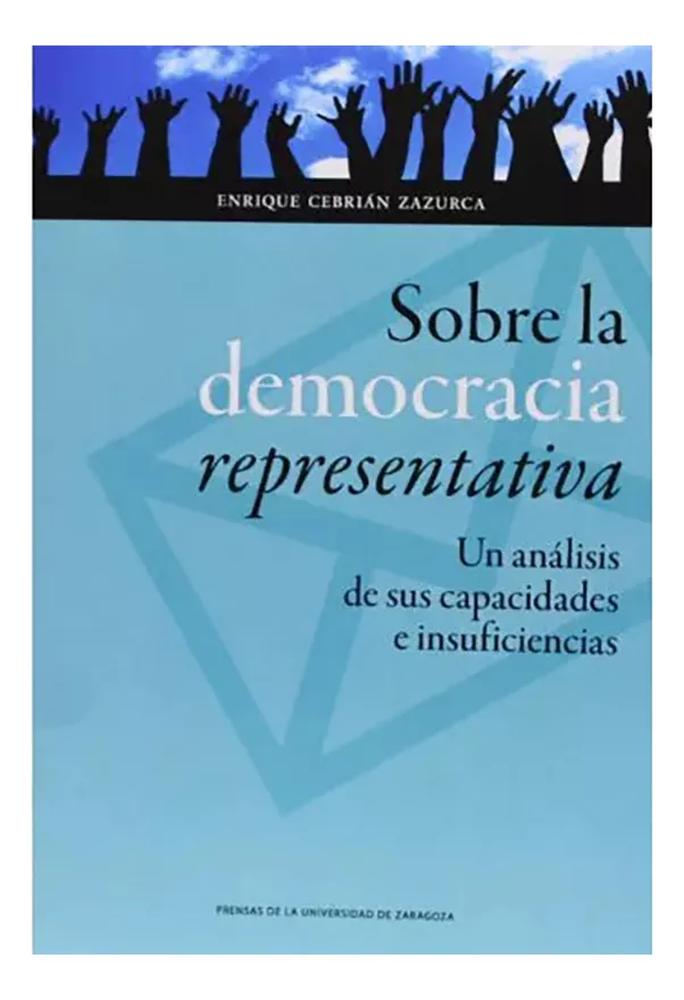 ENRIQUE CEBRIÁN ZAZURCA
Sobre la
democracia
representativa
Un análisis
de sus capacidades
e insuficiencias
PRENSAS DE LA UNIVERSIDAD DE ZARAGOZA